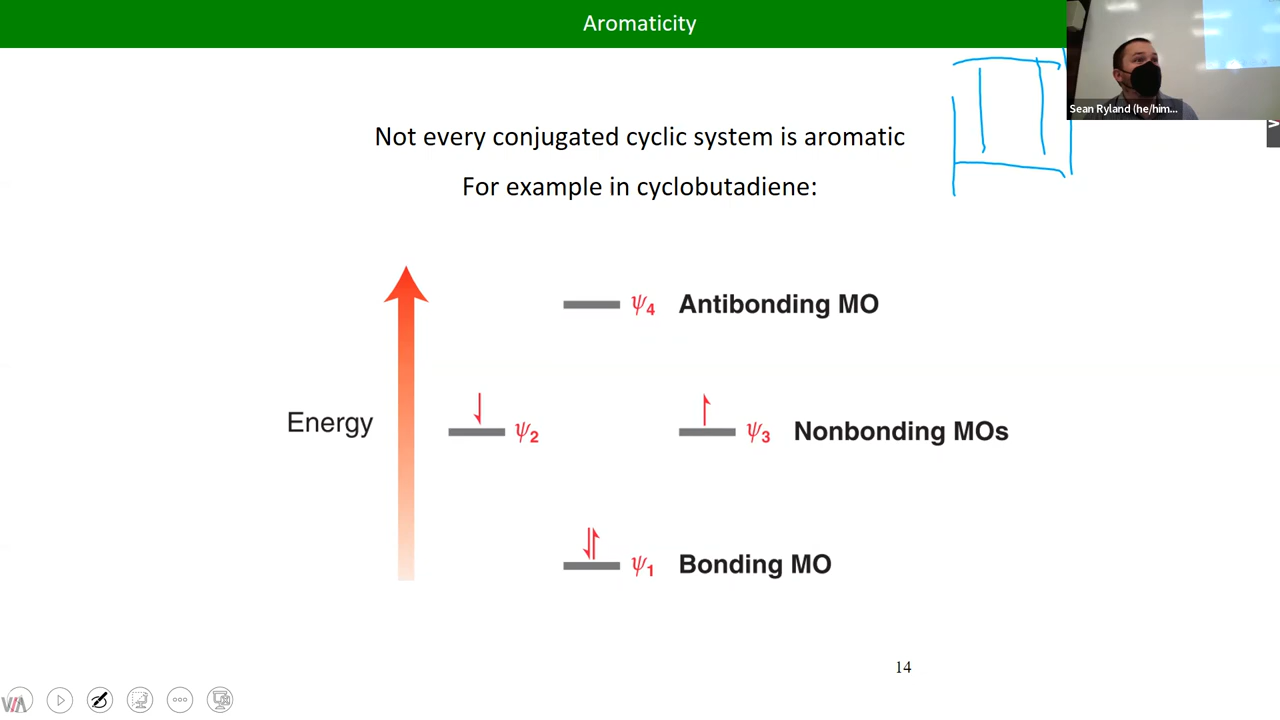 Aromaticity
Sean Ryland (he/him...
Not every conjugated cyclic system is aromatic
For example in cyclobutadiene:
ψ4 Antibonding MO
Energy
ψ2
ψ3 Nonbonding MOs
ψ1 Bonding MO
14